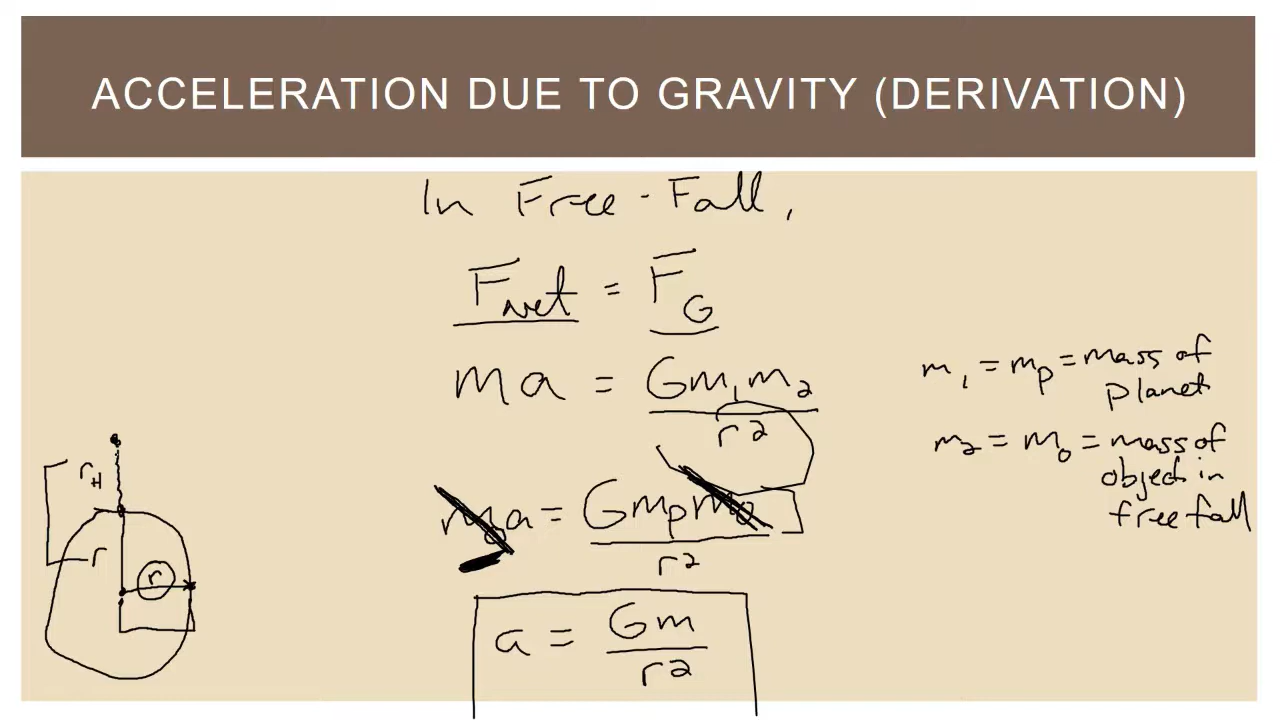 ACCELERATION DUE TO GRAVITY (DERIVATION)
In Free-Fall,
Fnet = FG
ma = Gm₁m₂
r²
m₁ = mp = mass of
planet
m₂ = mo = mass of
object in
free fall
rH
r
r
moa = Gmpmo
r²
a = Gm
r²